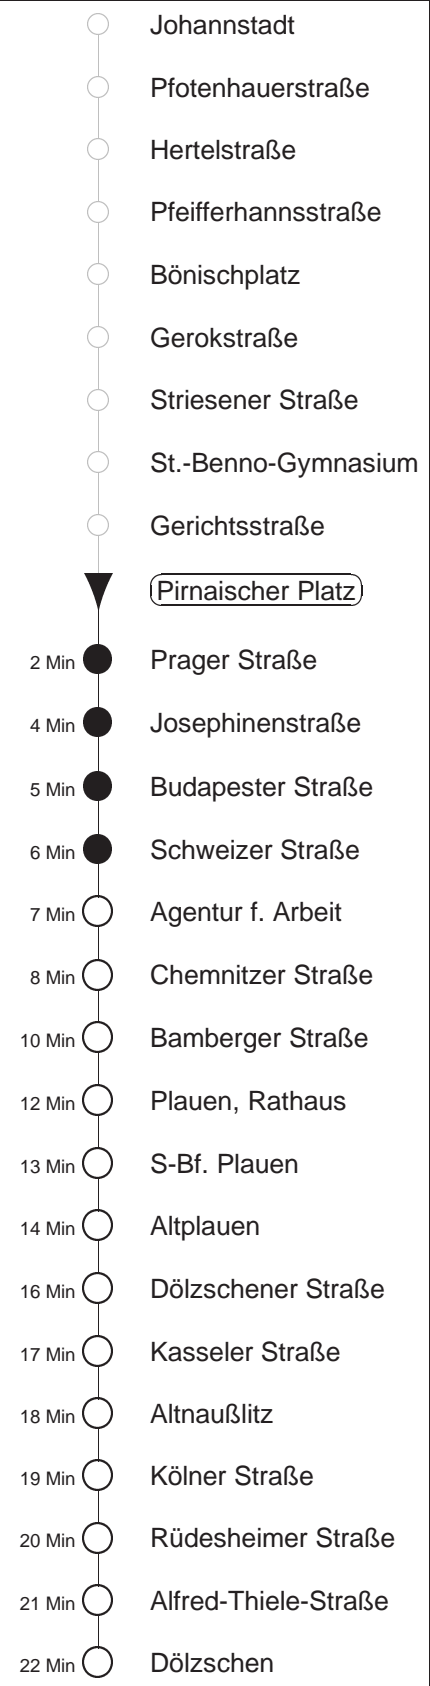 Johannstadt
Pfotenhauerstraße
Hertelstraße
Pfeifferhannsstraße
Bönischplatz
Gerokstraße
Striesener Straße
St.-Benno-Gymnasium
Gerichtsstraße
Pirnaischer Platz
2 Min Prager Straße
4 Min Josephinenstraße
5 Min Budapester Straße
6 Min Schweizer Straße
7 Min Agentur f. Arbeit
8 Min Chemnitzer Straße
10 Min Bamberger Straße
12 Min Plauen, Rathaus
13 Min S-Bf. Plauen
14 Min Altplauen
16 Min Dölzschener Straße
17 Min Kasseler Straße
18 Min Altnaußlitz
19 Min Kölner Straße
20 Min Rüdesheimer Straße
21 Min Alfred-Thiele-Straße
22 Min Dölzschen